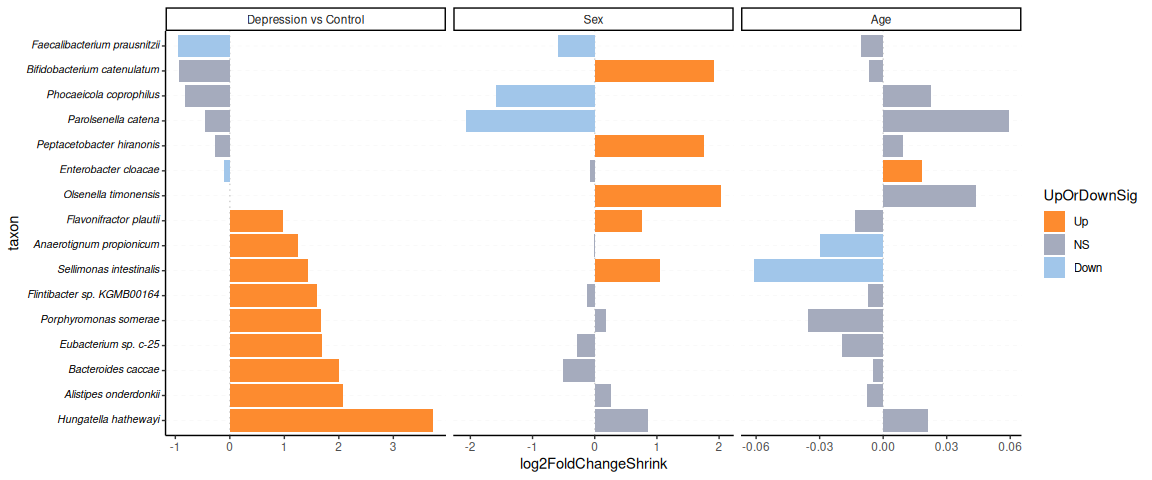 Depression vs Control
Sex
Age
taxon
Faecalibacterium prausnitzii
Bifidobacterium catenulatum
Phocaeicola coprophilus
Parolsenella catena
Peptacetobacter hiranonis
Enterobacter cloacae
Olsenella timonensis
Flavonifractor plautii
Anaerotignum propionicum
Sellimonas intestinalis
Flintibacter sp. KGMB00164
Porphyromonas somerae
Eubacterium sp. c-25
Bacteroides caccae
Alistipes onderdonkii
Hungatella hathewayi
-1 0 1 2 3
-2 -1 0 1 2
-0.06 -0.03 0.00 0.03 0.06
log2FoldChangeShrink
UpOrDownSig
Up
NS
Down